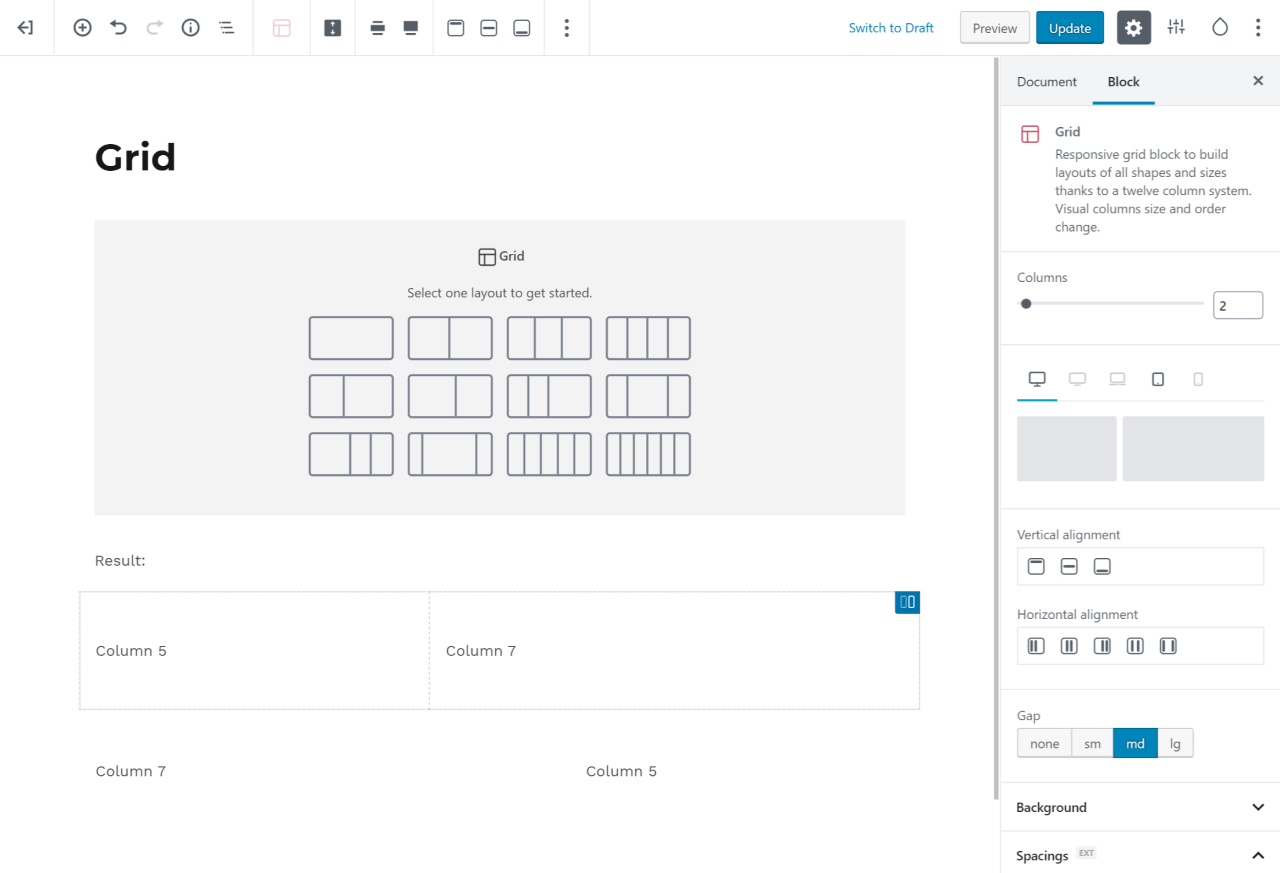 Switch to Draft
Preview
Update
Document
Block
Grid
Responsive grid block to build
layouts of all shapes and sizes
thanks to a twelve column system.
Visual columns size and order
change.
Columns
2
Vertical alignment
Horizontal alignment
Gap
none
sm
md
lg
Background
Spacings EXT
Grid
Grid
Select one layout to get started.
Result:
Column 5
Column 7
Column 7
Column 5